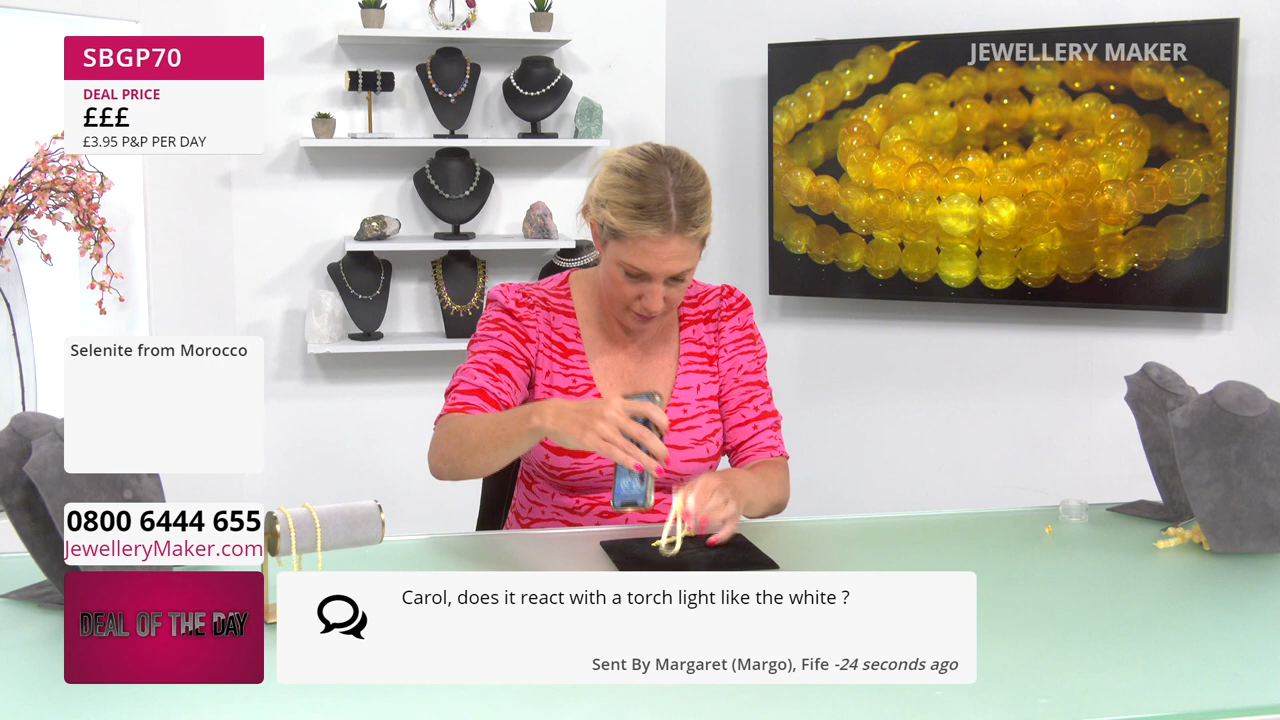 SBGP70
DEAL PRICE
£££
£3.95 P&P PER DAY
JEWELLERY MAKER
Selenite from Morocco
0800 6444 655
JewelleryMaker.com
DEAL OF THE DAY
Carol, does it react with a torch light like the white ?
Sent By Margaret (Margo), Fife -24 seconds ago